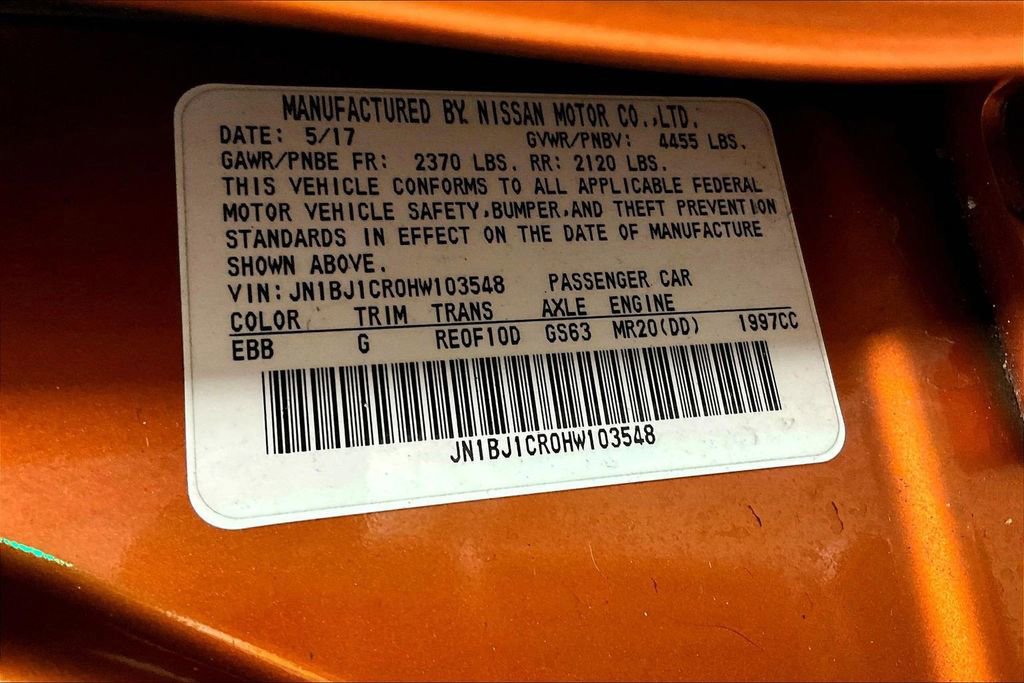 MANUFACTURED BY NISSAN MOTOR CO.,LTD.
DATE: 5/17 GVWR/PNBV: 4455 LBS.
GAWR/PNBE FR: 2370 LBS. RR: 2120 LBS.
THIS VEHICLE CONFORMS TO ALL APPLICABLE FEDERAL
MOTOR VEHICLE SAFETY,BUMPER,AND THEFT PREVENTION
STANDARDS IN EFFECT ON THE DATE OF MANUFACTURE
SHOWN ABOVE.
VIN: JN1BJ1CR0HW103548 PASSENGER CAR
COLOR TRIM TRANS AXLE ENGINE
EBB G RE0F10D GS63 MR20(DD) 1997CC
JN1BJ1CR0HW103548